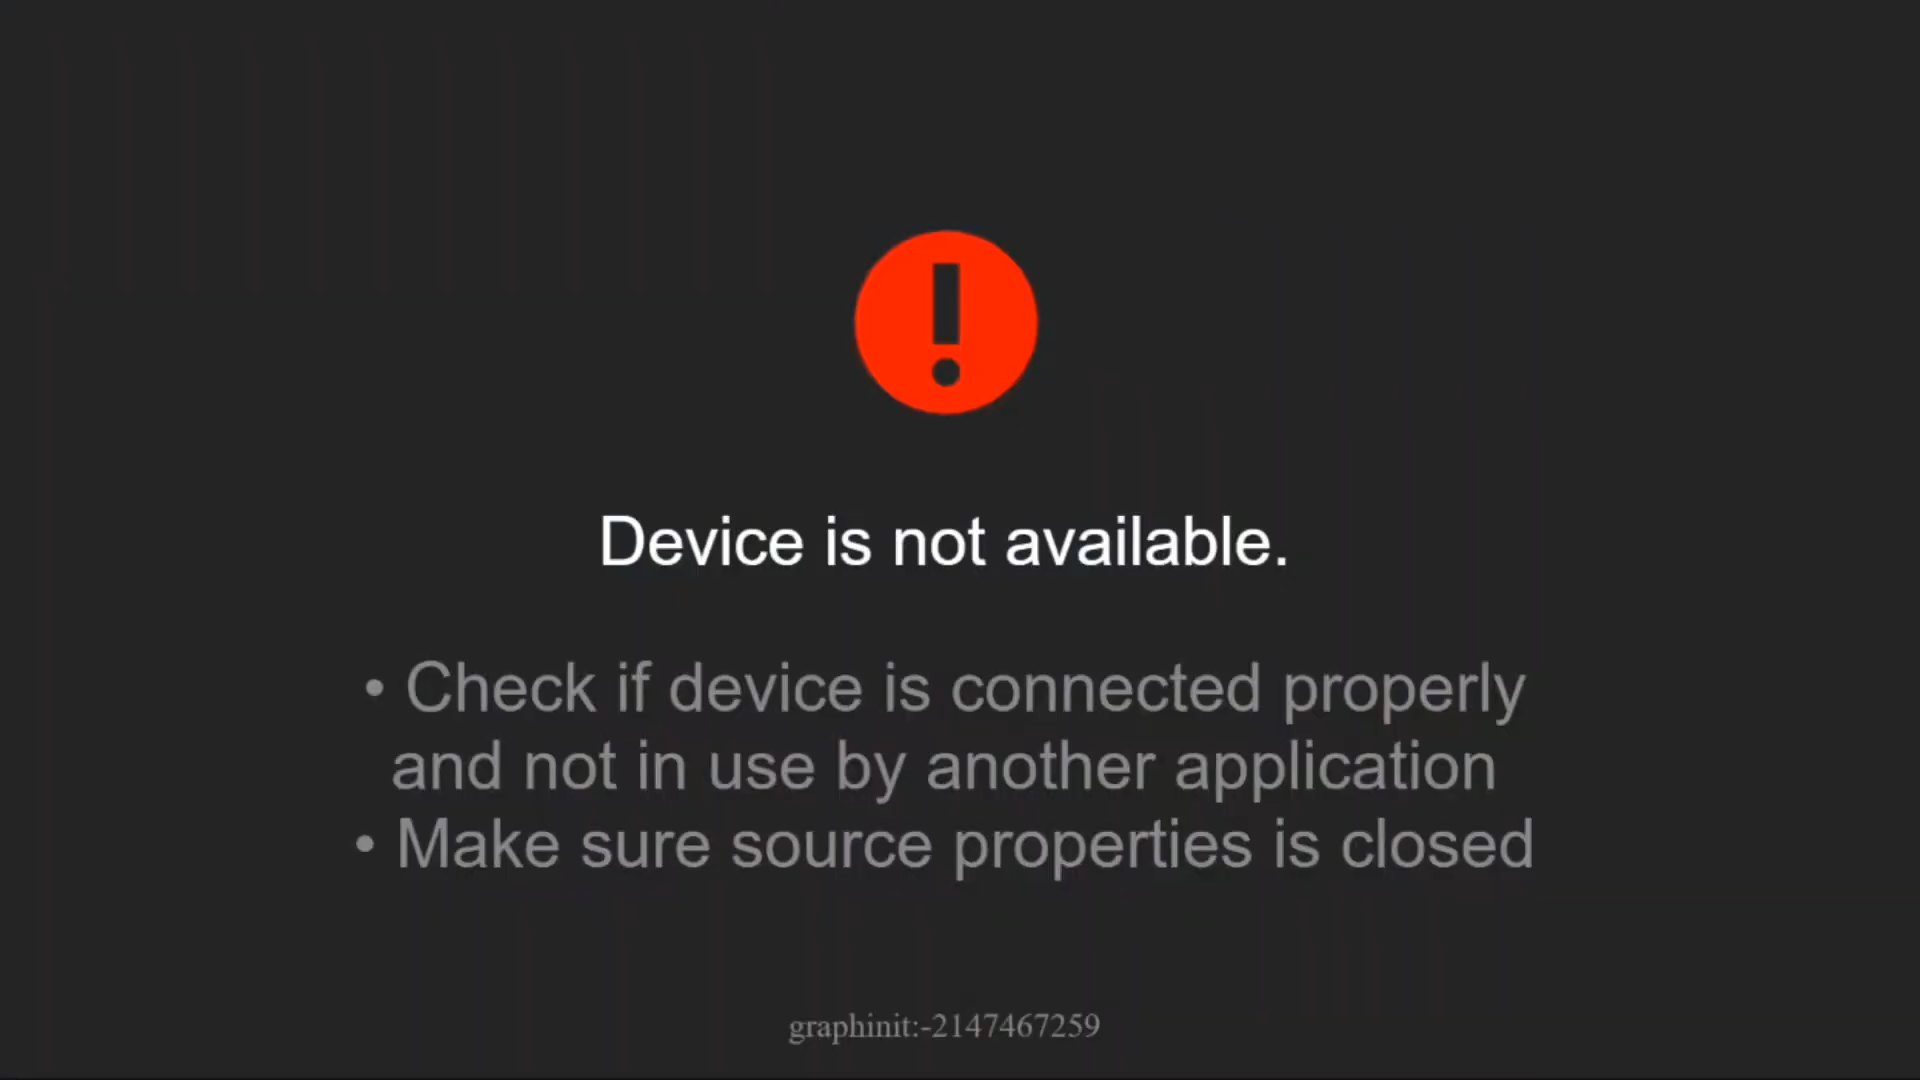 Device is not available.
• Check if device is connected properly
and not in use by another application
• Make sure source properties is closed
graphinit:-2147467259